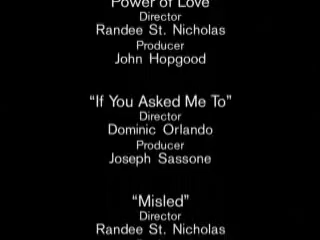 Power of Love
Director
Randee St. Nicholas
Producer
John Hopgood
“If You Asked Me To”
Director
Dominic Orlando
Producer
Joseph Sassone
“Misled”
Director
Randee St. Nicholas